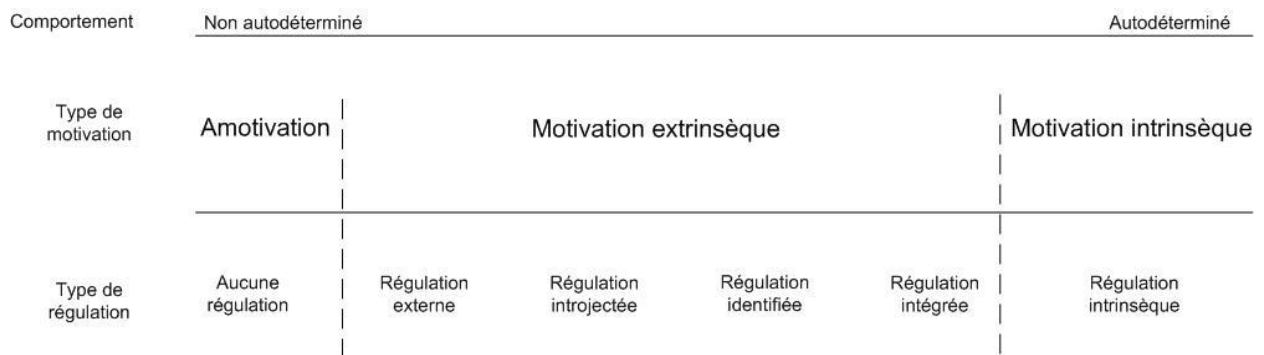 Comportement Non autodéterminé Autodéterminé
Type de
motivation
Amotivation Motivation extrinsèque Motivation intrinsèque
Type de
régulation
Aucune
régulation
Régulation
externe
Régulation
introjectée
Régulation
identifiée
Régulation
intégrée
Régulation
intrinsèque